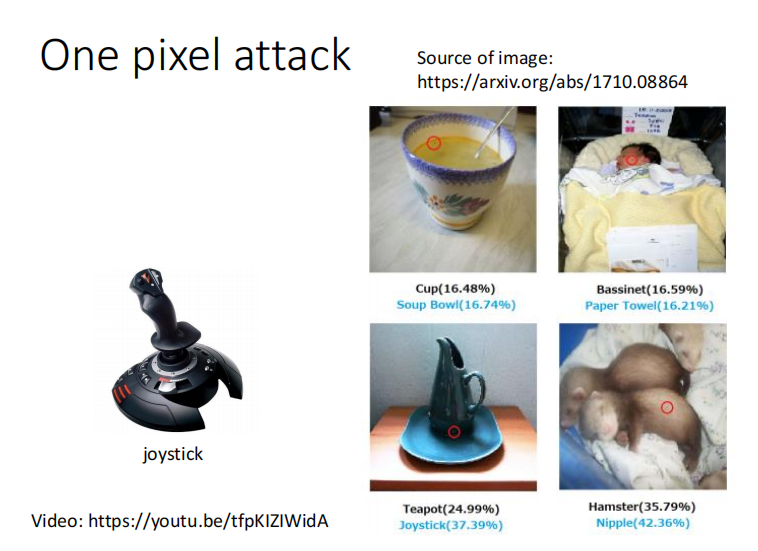 One pixel attack
Source of image:
https://arxiv.org/abs/1710.08864
Cup(16.48%)
Soup Bowl(16.74%)
Bassinet(16.59%)
Paper Towel(16.21%)
joystick
Teapot(24.99%)
Joystick(37.39%)
Hamster(35.79%)
Nipple(42.36%)
Video: https://youtu.be/tfpKIZIWidA